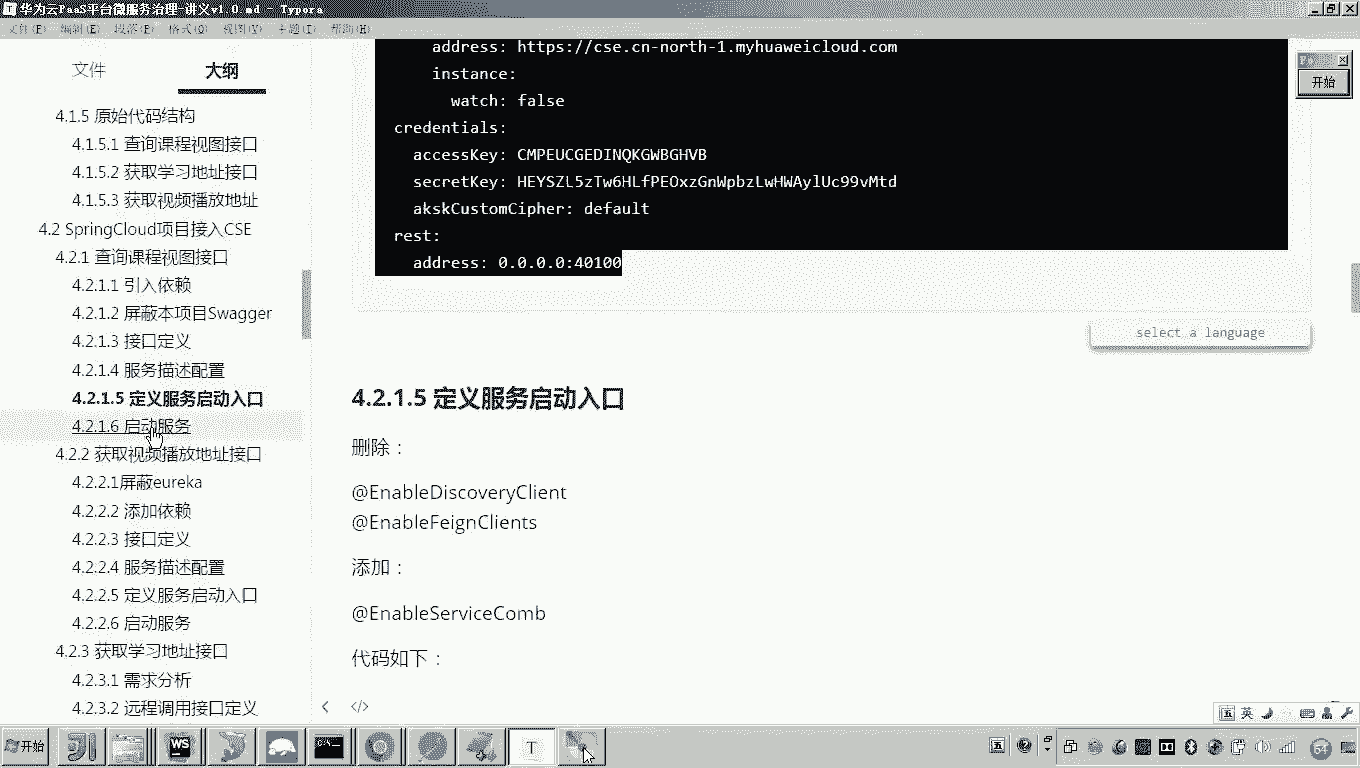 华为云PaaS平台微服务治理-讲义v1.0.md - Typora
文件(F) 编辑(E) 段落(P) 格式(O) 视图(V) 主题(T) 帮助(H)
文件 大纲
4.1.5 原始代码结构
4.1.5.1 查询课程视图接口
4.1.5.2 获取学习地址接口
4.1.5.3 获取视频播放地址
4.2 SpringCloud项目接入CSE
4.2.1 查询课程视图接口
4.2.1.1 引入依赖
4.2.1.2 屏蔽本项目Swagger
4.2.1.3 接口定义
4.2.1.4 服务描述配置
4.2.1.5 定义服务启动入口
4.2.1.6 启动服务
4.2.2 获取视频播放地址接口
4.2.2.1屏蔽eureka
4.2.2.2 添加依赖
4.2.2.3 接口定义
4.2.2.4 服务描述配置
4.2.2.5 定义服务启动入口
4.2.2.6 启动服务
4.2.3 获取学习地址接口
4.2.3.1 需求分析
4.2.3.2 远程调用接口定义
address: https://cse.cn-north-1.myhuaweicloud.com
instance:
watch: false
credentials:
accessKey: CMPEUCGEDINQKGWBGHVB
secretKey: HEYSZL5zTw6HLfPEOxzGnWpbzLwHWAylUc99vMtd
akskCustomCipher: default
rest:
address: 0.0.0.0:40100
select a language
4.2.1.5 定义服务启动入口
删除：
@EnableDiscoveryClient
@EnableFeignClients
添加：
@EnableServiceComb
代码如下：
开始
五 英
开始
WS
T
五
64